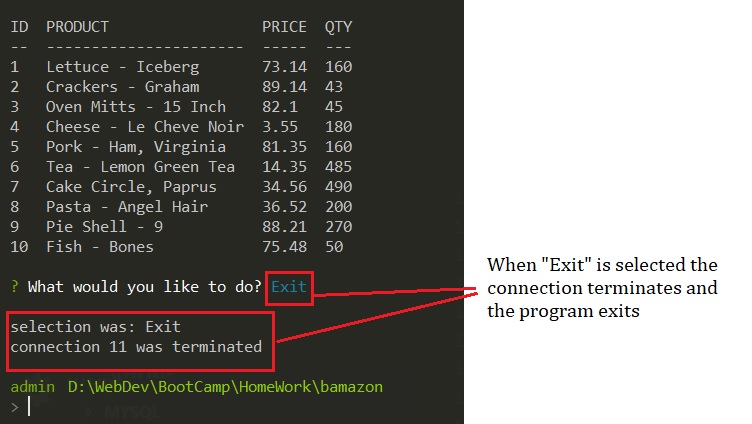 ID PRODUCT PRICE QTY
-- ---------------------- ----- ---
1 Lettuce - Iceberg 73.14 160
2 Crackers - Graham 89.14 43
3 Oven Mitts - 15 Inch 82.1 45
4 Cheese - Le Cheve Noir 3.55 180
5 Pork - Ham, Virginia 81.35 160
6 Tea - Lemon Green Tea 14.35 485
7 Cake Circle, Paprus 34.56 490
8 Pasta - Angel Hair 36.52 200
9 Pie Shell - 9 88.21 270
10 Fish - Bones 75.48 50
? What would you like to do? Exit
selection was: Exit
connection 11 was terminated
admin D:\WebDev\BootCamp\HomeWork\bamazon
>
MYSQL
When "Exit" is selected the
connection terminates and
the program exits